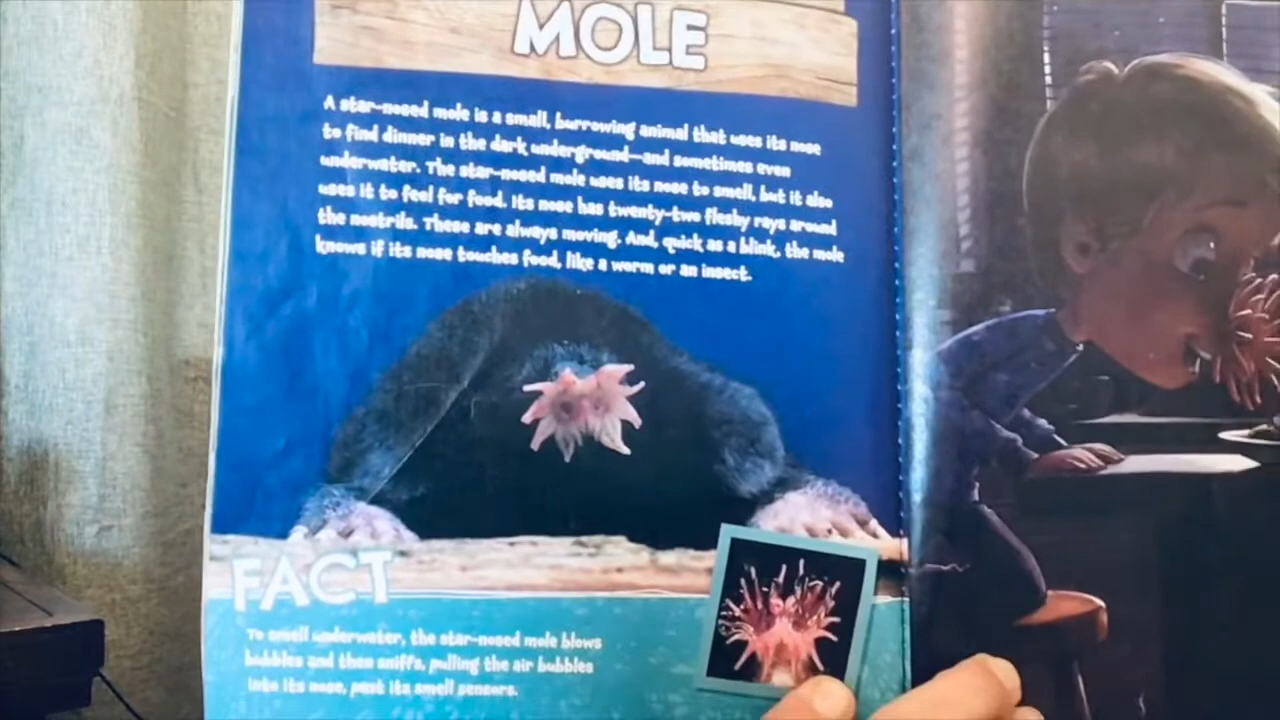 MOLE
A star-nosed mole is a small, burrowing animal that uses its nose
to find dinner in the dark underground—and sometimes even
underwater. The star-nosed mole uses its nose to smell, but it also
uses it to feel for food. Its nose has twenty-two fleshy rays around
the nostrils. These are always moving. And, quick as a blink, the mole
knows if its nose touches food, like a worm or an insect.
FACT
To smell underwater, the star-nosed mole blows
bubbles and then sniffs, pulling the air bubbles
into its nose, past its smell sensors.